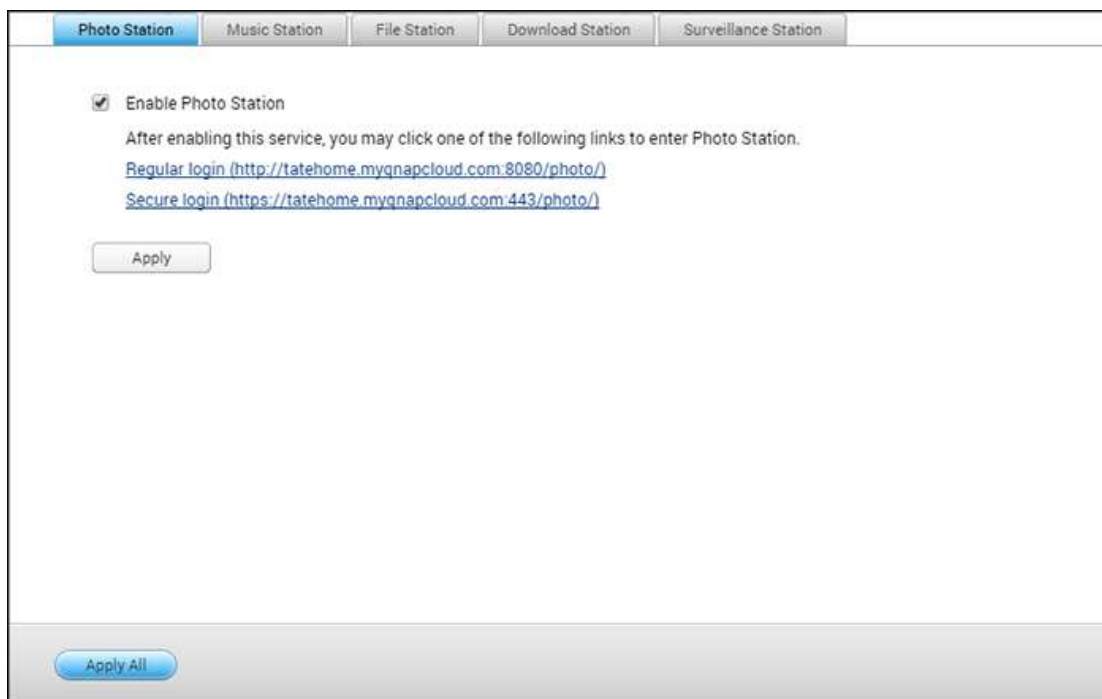 Photo Station Music Station File Station Download Station Surveillance Station
Enable Photo Station
After enabling this service, you may click one of the following links to enter Photo Station.
Regular login (http://tatehome.myqnapcloud.com:8080/photo/)
Secure login (https://tatehome.myqnapcloud.com:443/photo/)
Apply
Apply All